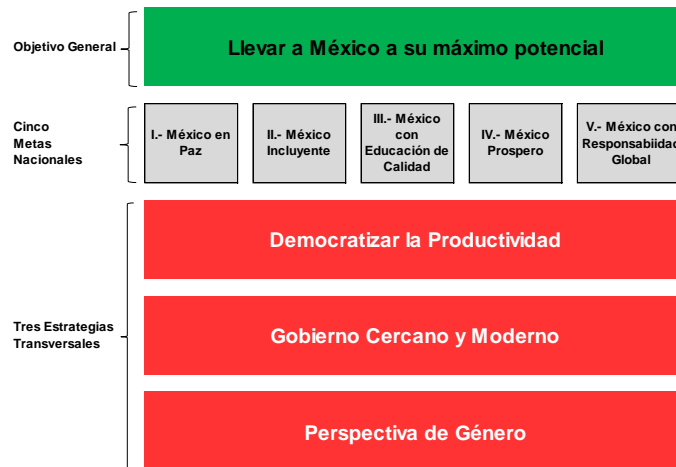 Objetivo General
Llevar a México a su máximo potencial
Cinco
Metas
Nacionales
I.- México en
Paz
II.- México
Incluyente
III.- México
con
Educación de
Calidad
IV.- México
Prospero
V.- México con
Responsabiidad
Global
Democratizar la Productividad
Tres Estrategias
Transversales
Gobierno Cercano y Moderno
Perspectiva de Género